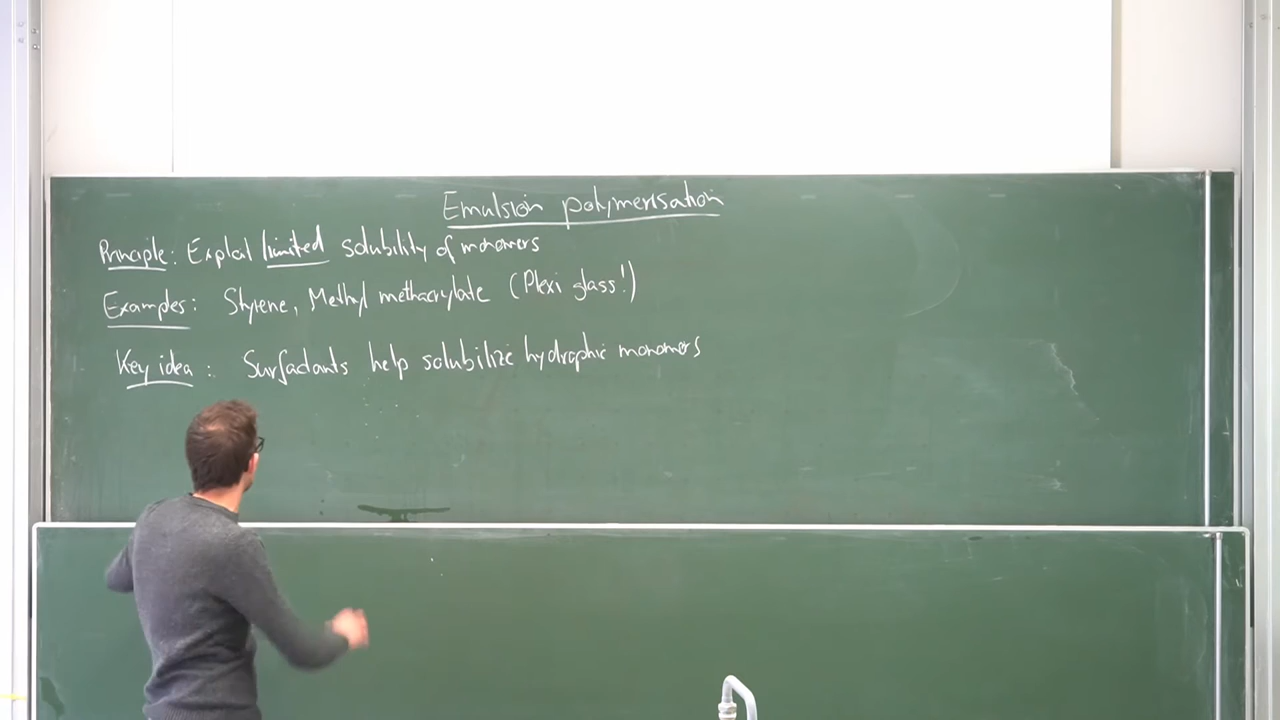 Emulsion polymerisation
Principle: Exploit limited solubility of monomers
Examples: Styrene, Methyl methacrylate (Plexi glass!)
Key idea: Surfactants help solubilize hydrophic monomers